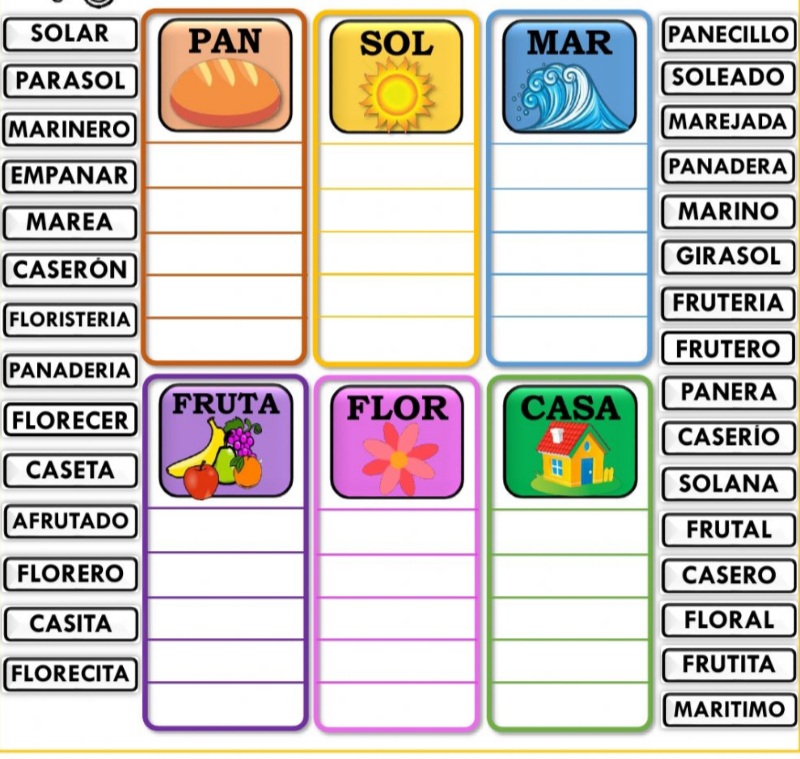 SOLAR
PARASOL
MARINERO
EMPANAR
MAREA
CASERÓN
FLORISTERIA
PANADERIA
FLORECER
CASETA
AFRUTADO
FLORERO
CASITA
FLORECITA
PAN
SOL
MAR
FRUTA
FLOR
CASA
PANECILLO
SOLEADO
MAREJADA
PANADERA
MARINO
GIRASOL
FRUTERIA
FRUTERO
PANERA
CASERÍO
SOLANA
FRUTAL
CASERO
FLORAL
FRUTITA
MARITIMO